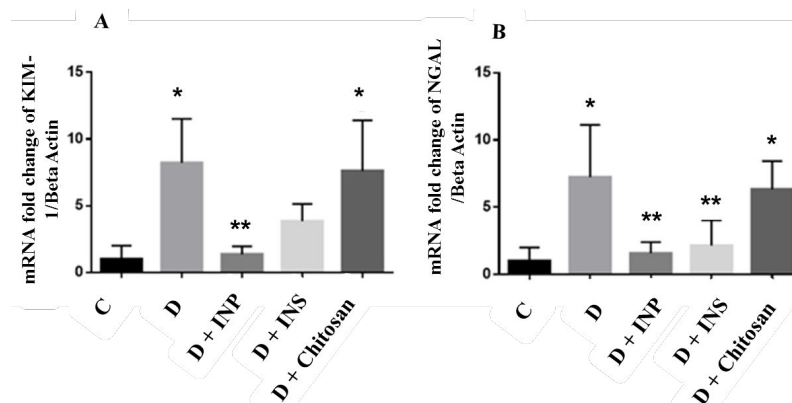 A
mRNA fold change of KIM-
1/Beta Actin
15
10
5
0
*
**
*
C
D
D + INP
D + INS
D + Chitosan
B
mRNA fold change of NGAL
/Beta Actin
15
10
5
0
*
**
**
*
C
D
D + INP
D + INS
D + Chitosan